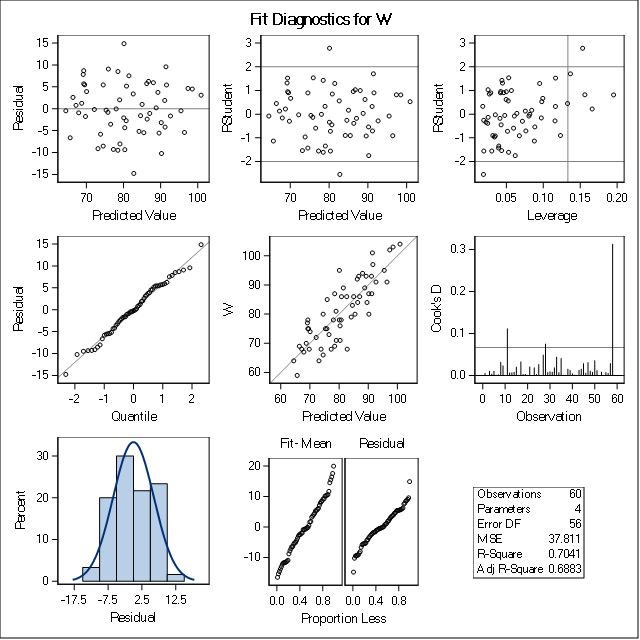 Fit Diagnostics for W
15
10
5
0
-5
-10
-15
Residual
70 80 90 100
Predicted Value
3
2
1
0
-1
-2
RStudent
70 80 90 100
Predicted Value
3
2
1
0
-1
-2
RStudent
0.05 0.10 0.15 0.20
Leverage
15
10
5
0
-5
-10
-15
Residual
-2 -1 0 1 2
Quantile
100
90
80
70
60
W
60 70 80 90 100
Predicted Value
0.3
0.2
0.1
0.0
Cook's D
0 10 20 30 40 50 60
Observation
30
20
10
0
Percent
-17.5 -7.5 2.5 12.5
Residual
Fit-Mean Residual
20
10
0
-10
0.0 0.4 0.8 0.0 0.4 0.8
Proportion Less
Observations 60
Parameters 4
Error DF 56
MSE 37.811
R-Square 0.7041
Adj R-Square 0.6883